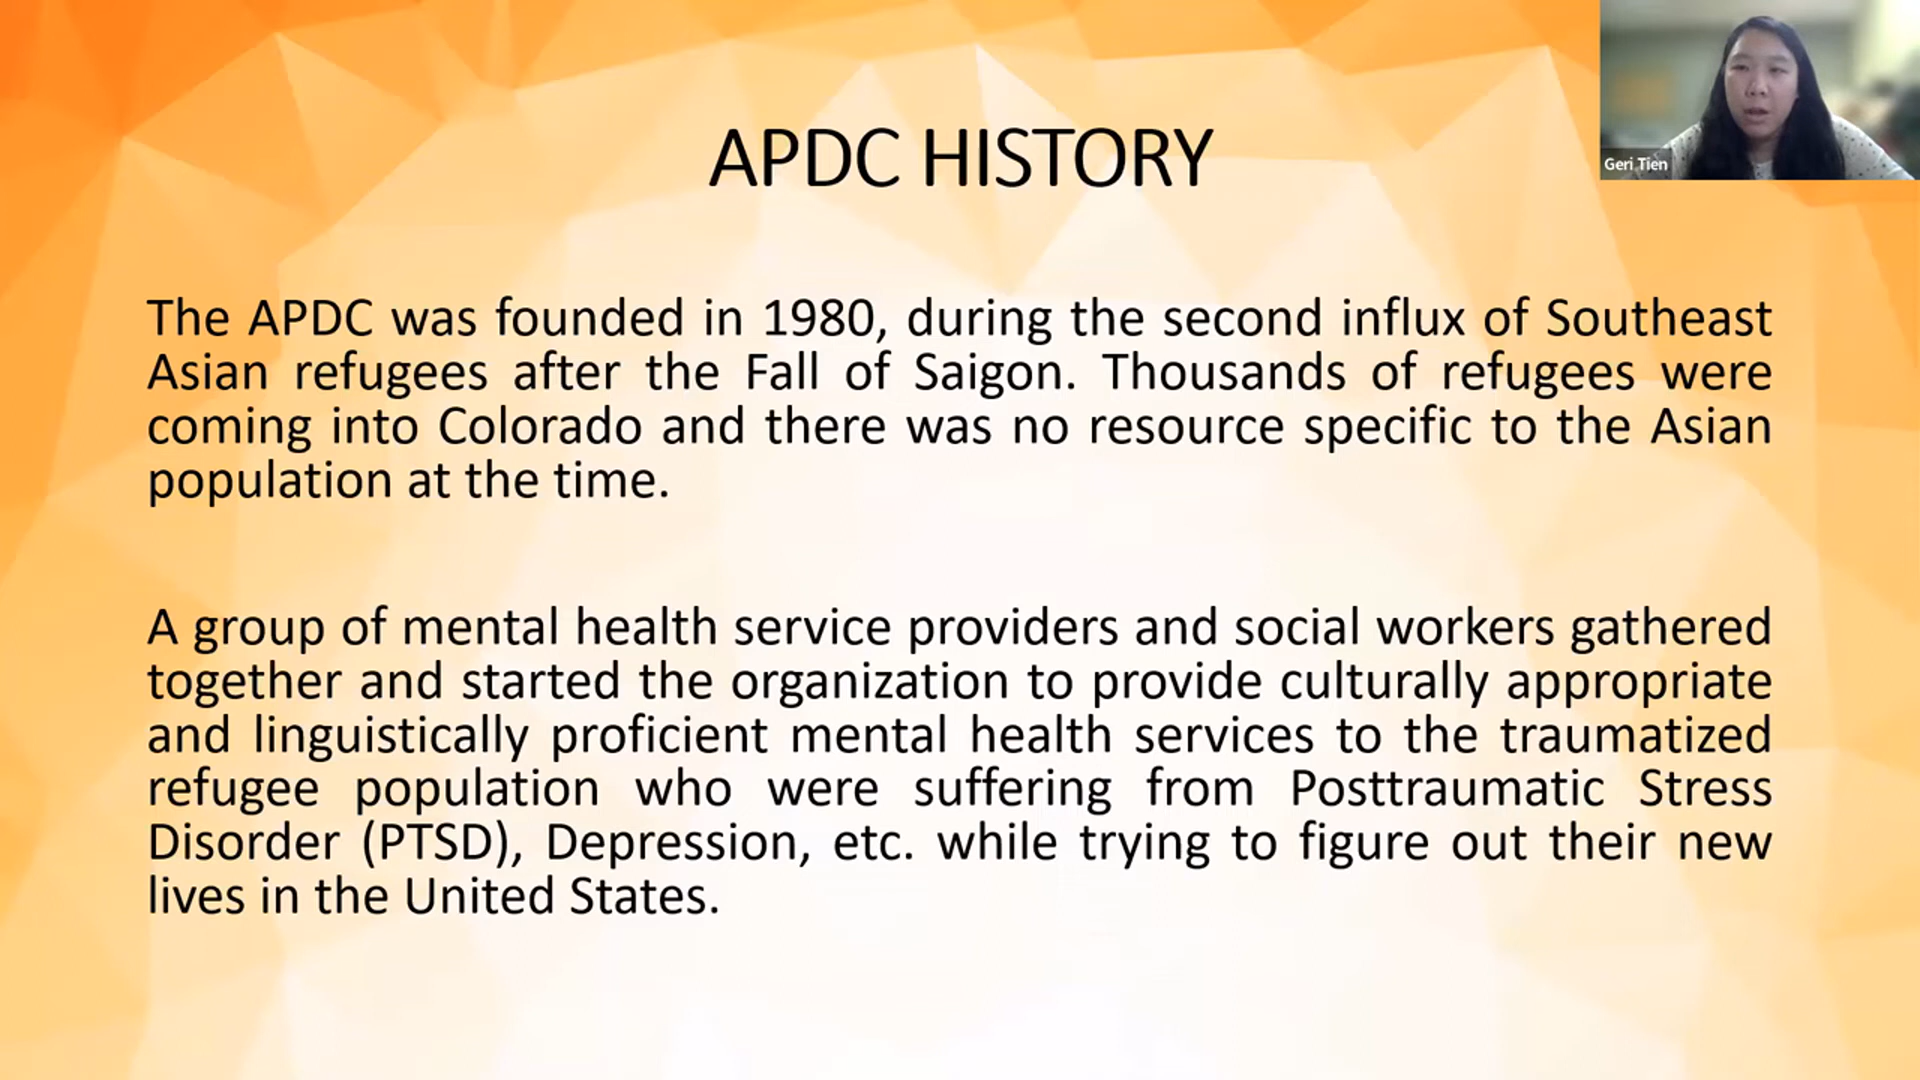 APDC HISTORY
Geri Tien
The APDC was founded in 1980, during the second influx of Southeast
Asian refugees after the Fall of Saigon. Thousands of refugees were
coming into Colorado and there was no resource specific to the Asian
population at the time.
A group of mental health service providers and social workers gathered
together and started the organization to provide culturally appropriate
and linguistically proficient mental health services to the traumatized
refugee population who were suffering from Posttraumatic Stress
Disorder (PTSD), Depression, etc. while trying to figure out their new
lives in the United States.